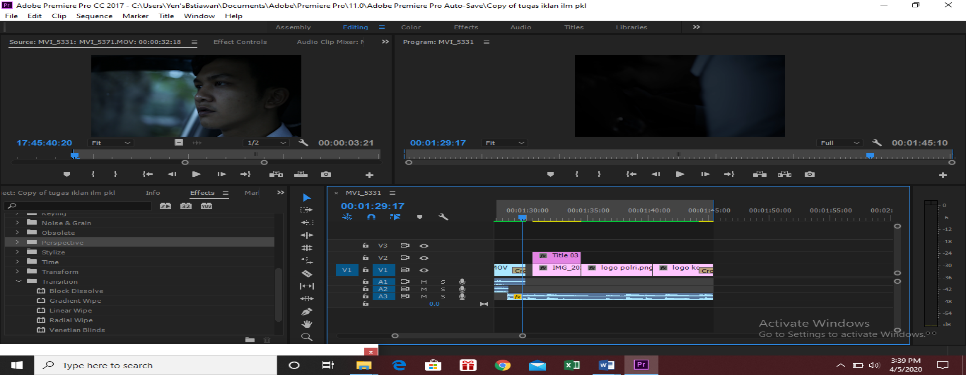 Adobe Premiere Pro CC 2017 - C:\Users\Yen'sBstiawan\Documents\Adobe\Premiere Pro\11.0\Adobe Premiere Pro Auto-Save\Copy of tugas iklan ilm pkl
File Edit Clip Sequence Marker Title Window Help
Assembly Editing Color Effects Audio Titles Libraries
Source: MVI_5331: MVI_5371.MOV: 00:00:32:18 Effect Controls Audio Clip Mixer:
Program: MVI_5331
17:45:40:20 Fit 1/2 00:00:03:21
00:01:29:17 Fit Full 00:01:45:10
ect: Copy of tugas iklan ilm pkl Info Effects Mari
Keying
Noise & Grain
Obsolete
Perspective
Stylize
Time
Transform
Transition
Block Dissolve
Gradient Wipe
Linear Wipe
Radial Wipe
Venetian Blinds
MVI_5331
00:01:29:17
00:01:30:00 00:01:35:00 00:01:40:00 00:01:45:00 00:01:50:00 00:01:55:00 00:02:
V3
V2 Title 03
V1 V1 MOV Cro IMG_20 logo polri.png logo ko Cro
A1 M S
A2 M S
A3 M S fx
0.0
0
-6
-12
-18
-24
-30
-36
-42
-48
-54
Activate Windows
Go to Settings to activate Windows.
Type here to search
3:39 PM
4/5/2020